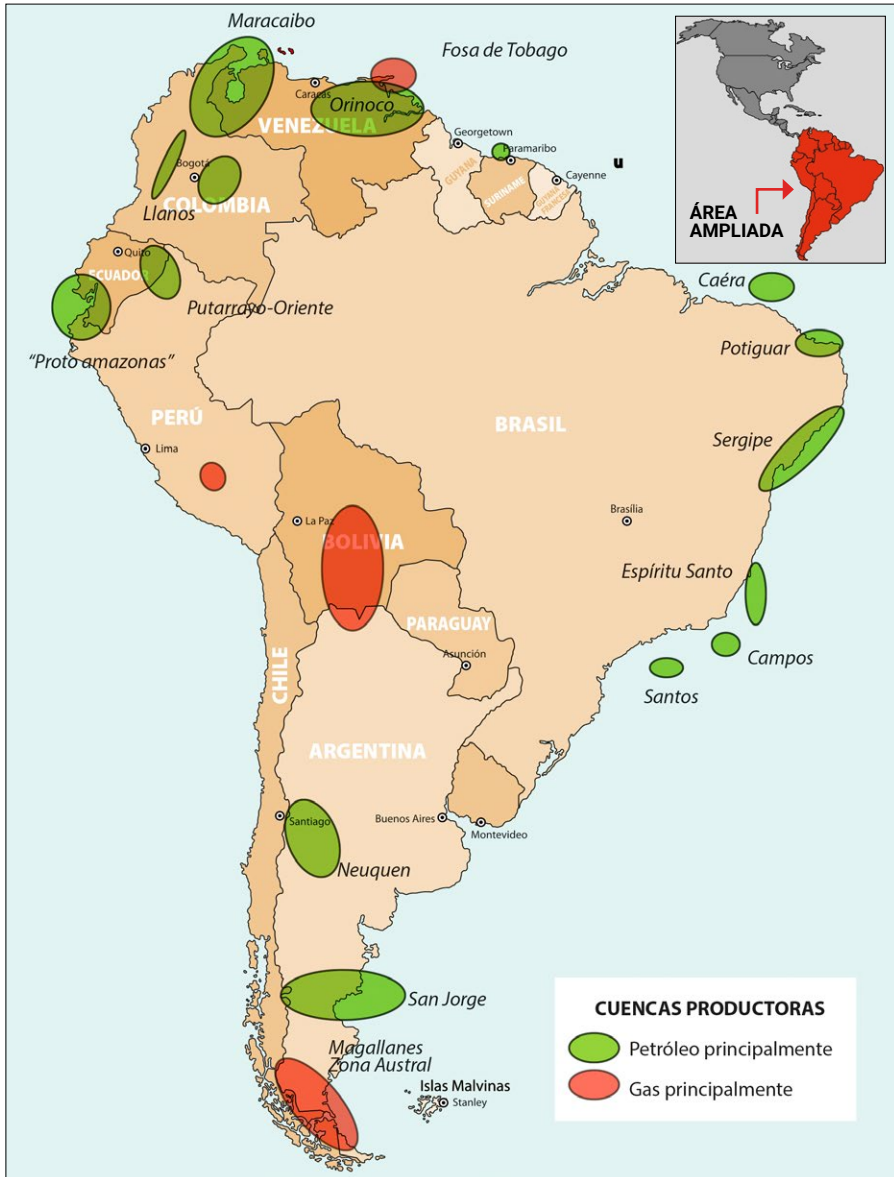 Maracaibo
Fosa de Tobago
Caracas
Orinoco
VENEZUELA
Georgetown
Paramaribo
Cayenne
u
GUYANA
SURINAME
GUYANA
FRANCESA
ÁREA
AMPLIADA
Bogotá
COLOMBIA
Llanos
Quito
ECUADOR
Putarrayo-Oriente
"Proto amazonas"
Caéra
Potiguar
PERÚ
BRASIL
Lima
Sergipe
La Paz
BOLIVIA
Brasília
Espíritu Santo
PARAGUAY
Asunción
Campos
Santos
CHILE
ARGENTINA
Santiago
Buenos Aires
Montevideo
Neuquen
San Jorge
Magallanes
Zona Austral
Islas Malvinas
Stanley
CUENCAS PRODUCTORAS
Petróleo principalmente
Gas principalmente